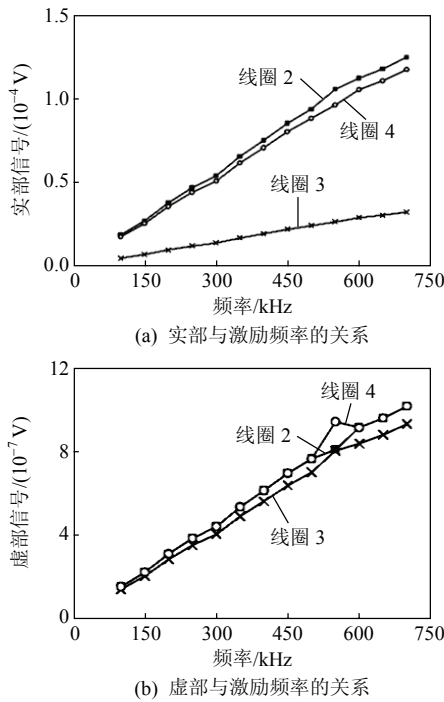 1.5
1.0
0.5
0.0
实部信号/(10⁻⁴ V)
线圈 2
线圈 4
线圈 3
0 150 300 450 600 750
频率/kHz
(a) 实部与激励频率的关系
12
8
4
0
虚部信号/(10⁻⁷ V)
线圈 4
线圈 2
线圈 3
0 150 300 450 600 750
频率/kHz
(b) 虚部与激励频率的关系